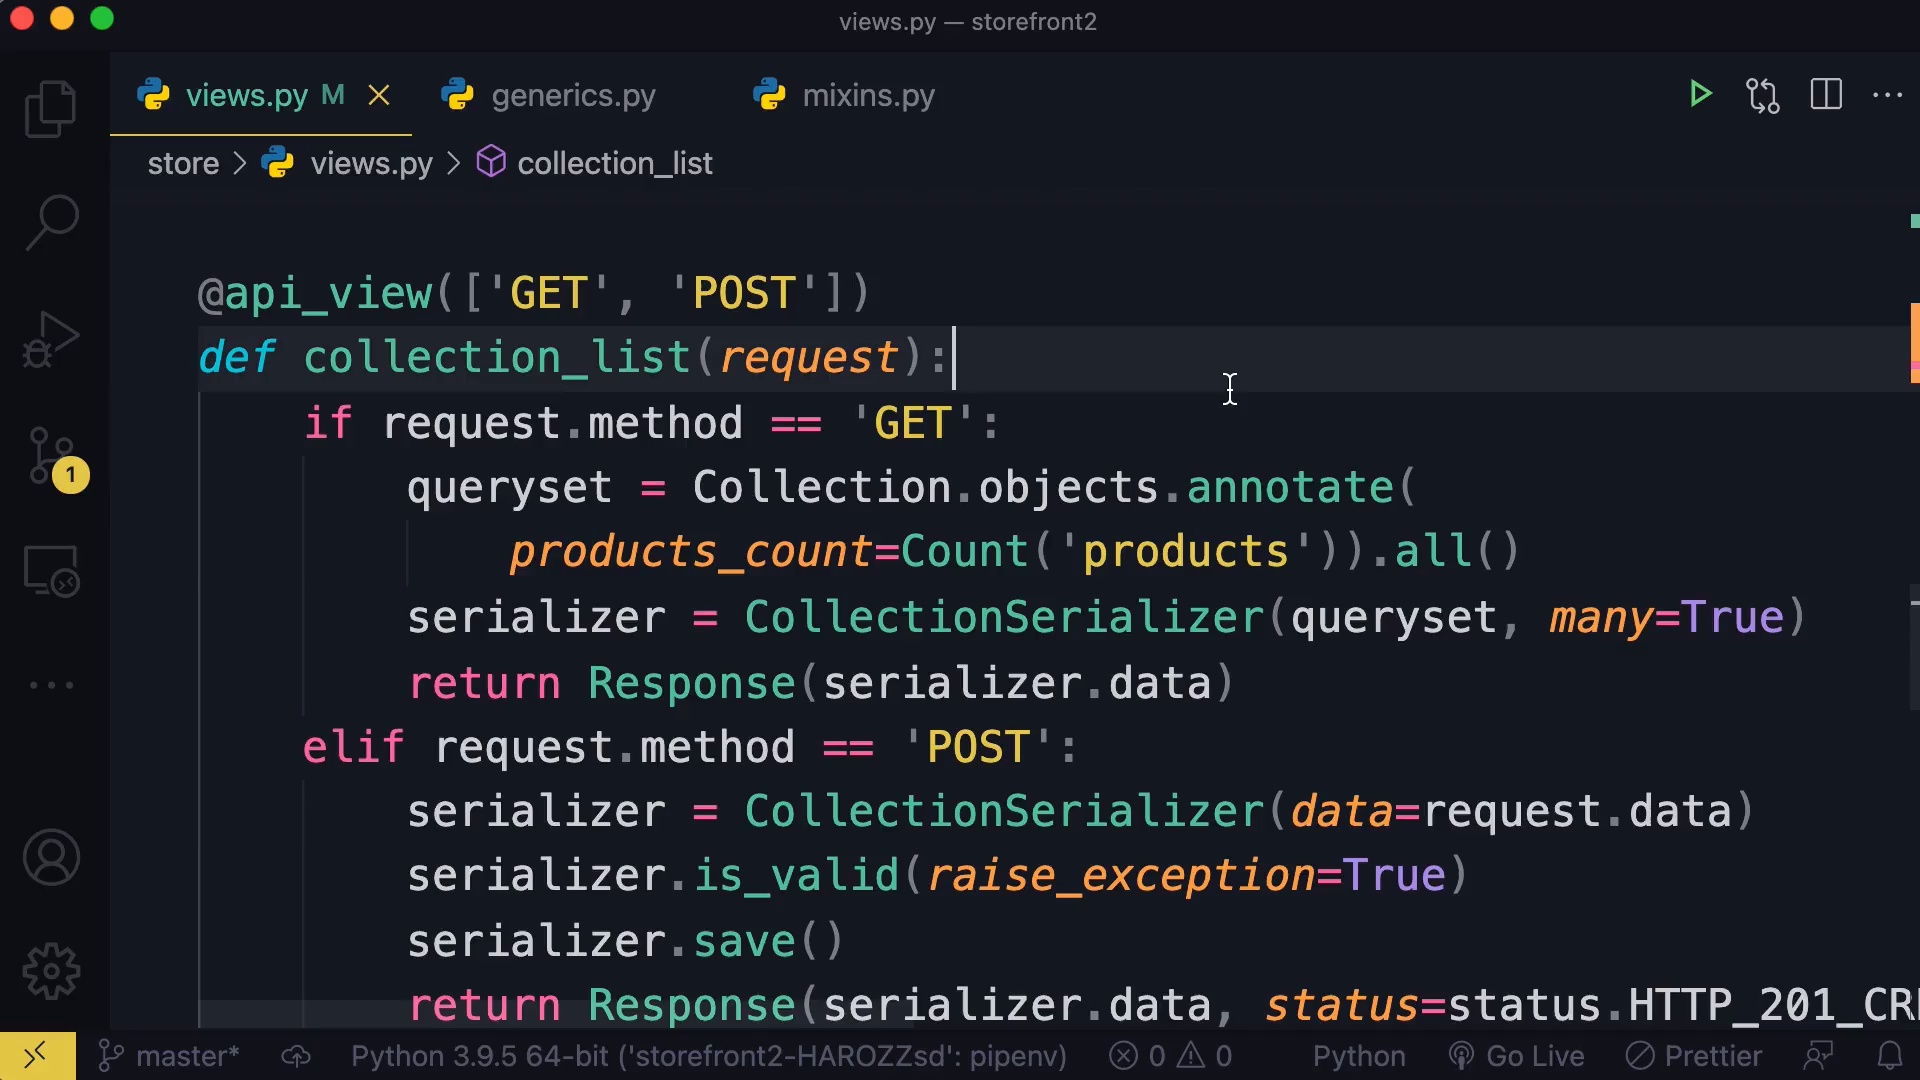 views.py — storefront2
views.py M
generics.py
mixins.py
store > views.py > collection_list
@api_view(['GET', 'POST'])
def collection_list(request):
if request.method == 'GET':
queryset = Collection.objects.annotate(
products_count=Count('products')).all()
serializer = CollectionSerializer(queryset, many=True)
return Response(serializer.data)
elif request.method == 'POST':
serializer = CollectionSerializer(data=request.data)
serializer.is_valid(raise_exception=True)
serializer.save()
return Response(serializer.data, status=status.HTTP_201_CR
1
master* Python 3.9.5 64-bit ('storefront2-HAROZZsd': pipenv) 0 0 Python Go Live Prettier